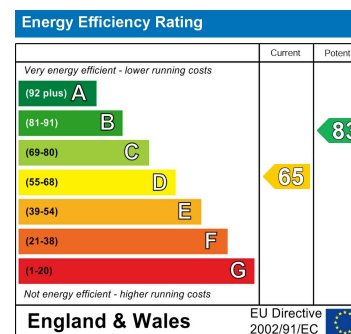 Energy Efficiency Rating
Current
Very energy efficient - lower running costs
(92 plus) A
(81-91) B
83
(69-80) C
(55-68) D
65
(39-54) E
(21-38) F
(1-20) G
Not energy efficient - higher running costs
England & Wales
EU Directive
2002/91/EC